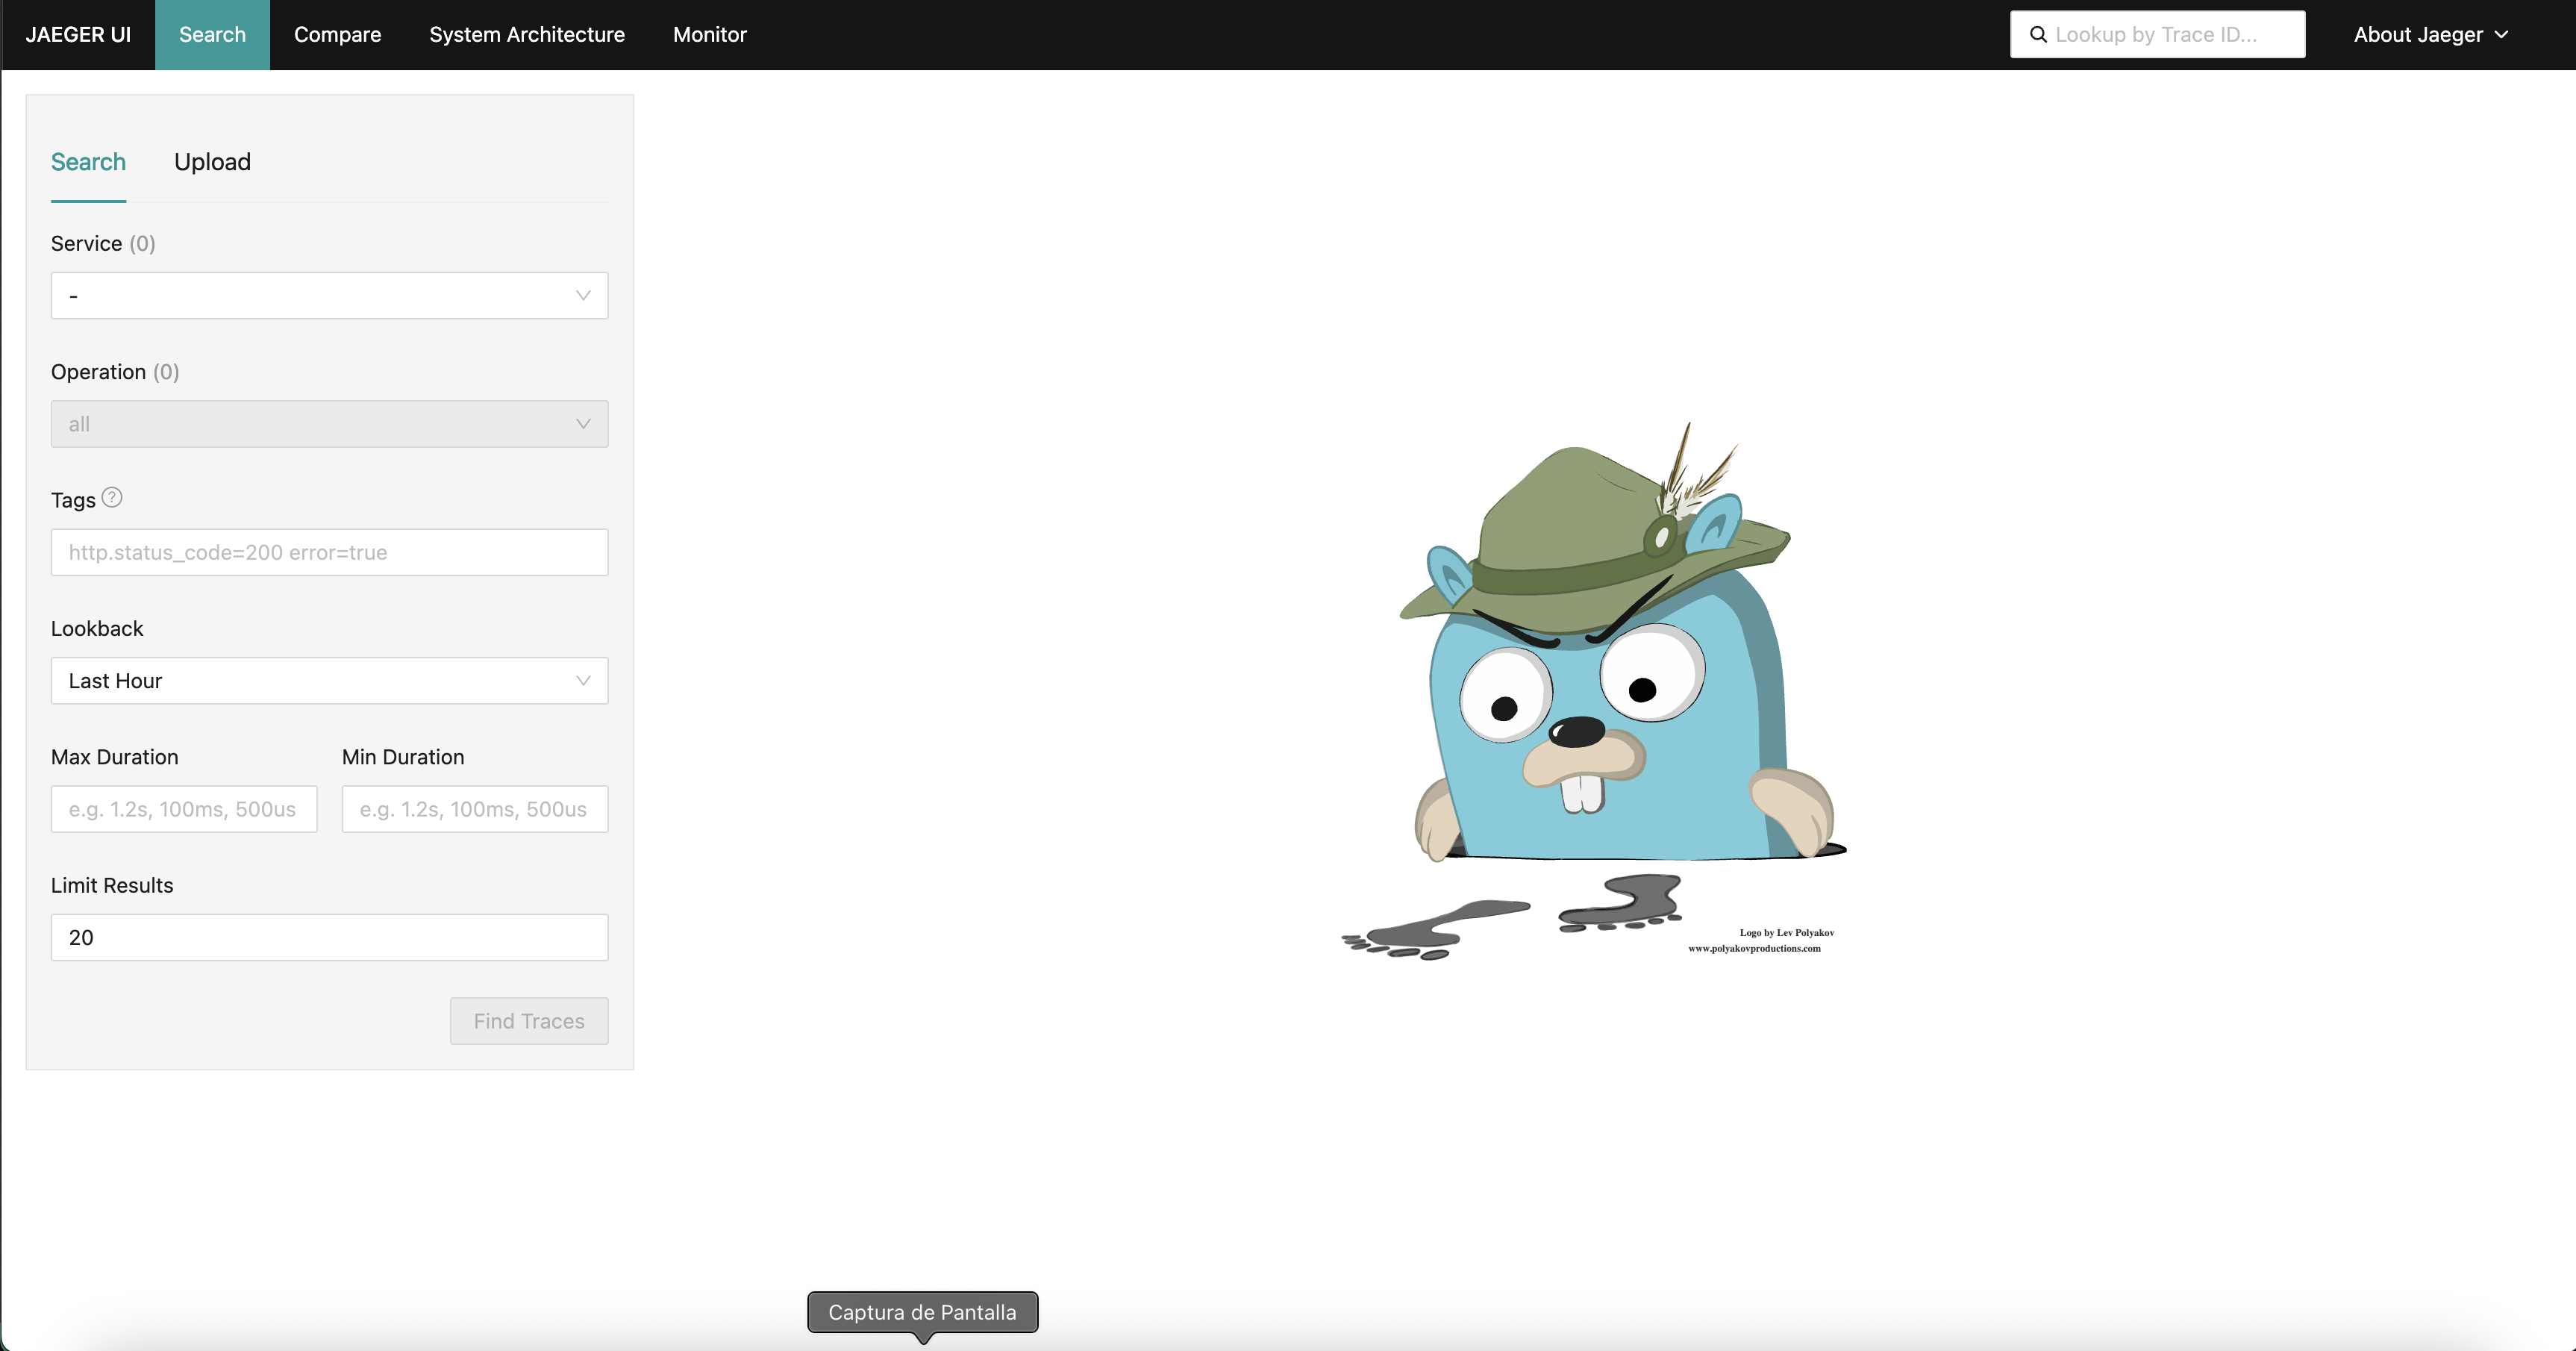 JAEGER UI
Search
Compare
System Architecture
Monitor
Lookup by Trace ID...
About Jaeger
Search
Upload
Service (0)
-
Operation (0)
all
Tags ?
http.status_code=200 error=true
Lookback
Last Hour
Max Duration
Min Duration
e.g. 1.2s, 100ms, 500us
e.g. 1.2s, 100ms, 500us
Limit Results
20
Find Traces
Logo by Lev Polyakov
www.polyakovproductions.com
Captura de Pantalla